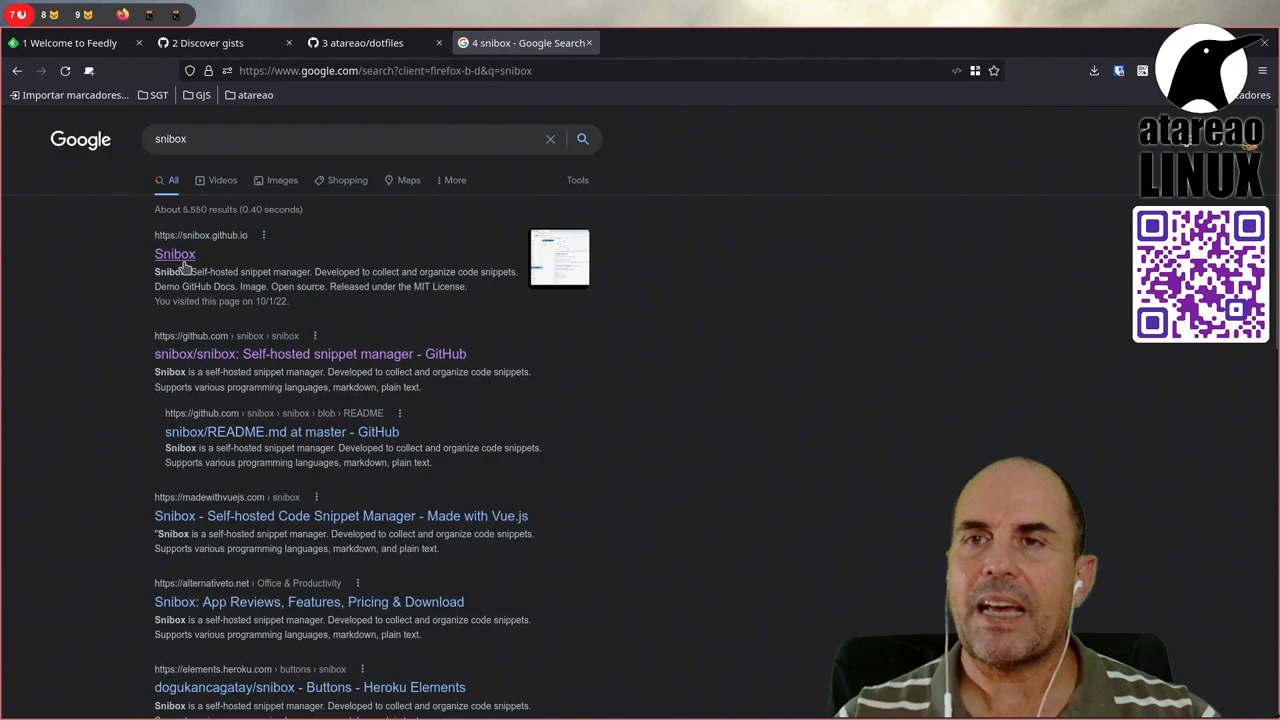 7 8 9
1 Welcome to Feedly 2 Discover gists 3 atareao/dotfiles 4 snibox - Google Search
https://www.google.com/search?client=firefox-b-d&q=snibox
Importar marcadores... SGT GJS atareao
atareao
LINUX
Google snibox
All Videos Images Shopping Maps More Tools
About 5,550 results (0.40 seconds)
https://snibox.github.io
Snibox
Self-hosted snippet manager. Developed to collect and organize code snippets.
Demo GitHub Docs. Image. Open source. Released under the MIT License.
You visited this page on 10/1/22.
https://github.com › snibox › snibox
snibox/snibox: Self-hosted snippet manager - GitHub
Snibox is a self-hosted snippet manager. Developed to collect and organize code snippets.
Supports various programming languages, markdown, plain text.
https://github.com › snibox › snibox › blob › README
snibox/README.md at master - GitHub
Snibox is a self-hosted snippet manager. Developed to collect and organize code snippets.
Supports various programming languages, markdown, plain text.
https://madewithvuejs.com › snibox
Snibox - Self-hosted Code Snippet Manager - Made with Vue.js
"Snibox is a self-hosted snippet manager. Developed to collect and organize code snippets.
Supports various programming languages, markdown, and plain text.
https://alternativeto.net › Office & Productivity
Snibox: App Reviews, Features, Pricing & Download
Snibox is a self-hosted snippet manager. Developed to collect and organize code snippets.
Supports various programming languages, markdown, plain text.
https://elements.heroku.com › buttons › snibox
dogukancagatay/snibox - Buttons - Heroku Elements
Snibox is a self-hosted snippet manager. Developed to collect and organize code snippets.